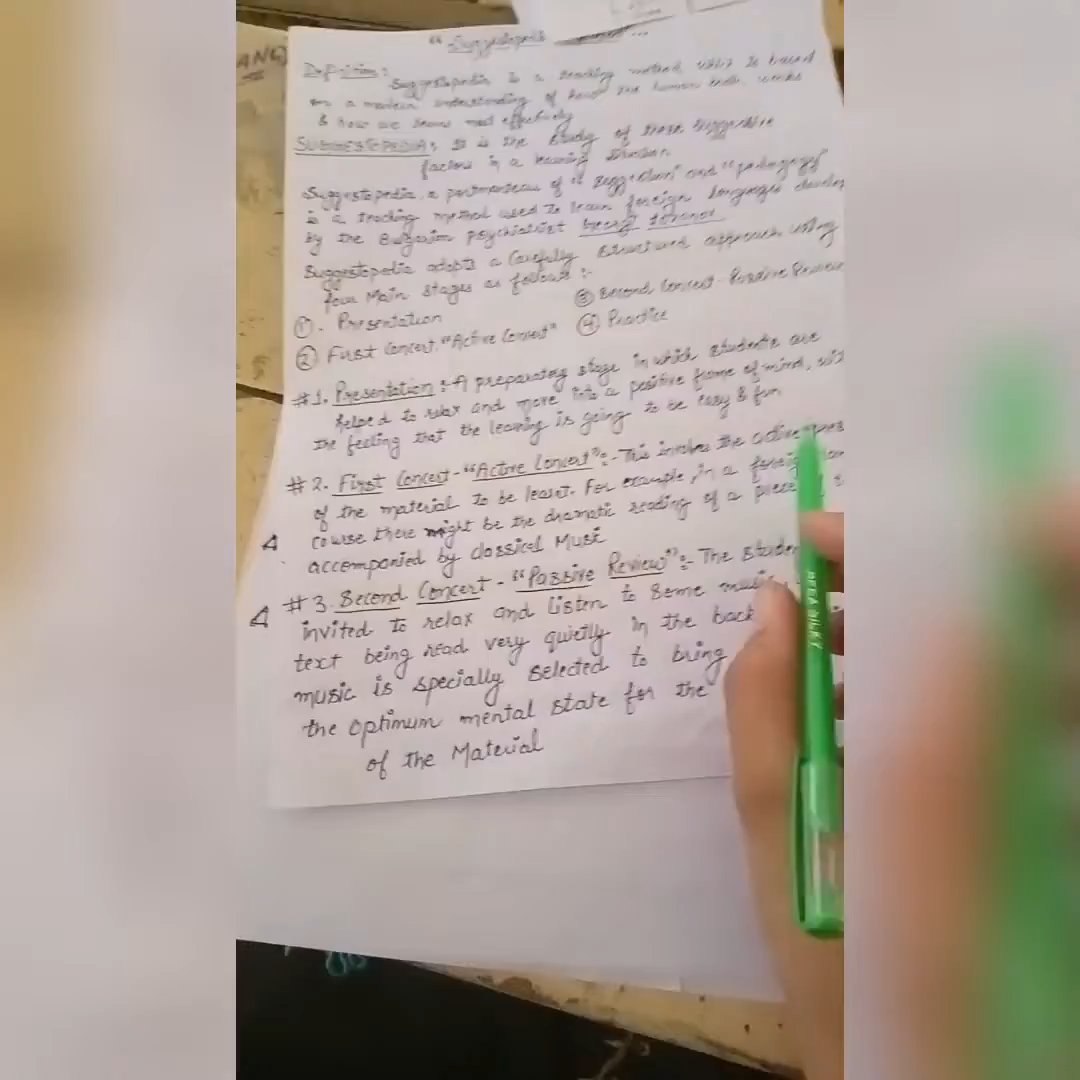 ANG
"Suggestopedia
Definition: Suggestopedia is a teaching method which is based
on a modern understanding of how the human brain works
& how we learn most effectively
SUGGESTOPEDIA: It is the study of these suggestive
factors in a learning situation.
Suggestopedia, a portmanteau of "suggestion" and "pedagogy"
is a teaching method used to learn foreign languages develop
by the Bulgarian psychiatrist
Suggestopedia adopts a carefully structured approach using
four Main stages as follows:-
①. Presentation
③ Second Concert - Passive Review
② First Concert, "Active Concert"
④ Practice
#1. Presentation: A preparatory stage in which students are
helped to relax and move into a positive frame of mind, with
the feeling that the learning is going to be easy & fun
#2. First Concert-"Active Concert":- This involves the active
of the material to be learnt. For example, in a
course there might be the dramatic reading of a piece
accompanied by classical Music
#3. Second Concert - "Passive Review":- The studen
invited to relax and listen to some music
text being read very quietly in the back
music is specially selected to bring
the optimum mental state for the
of the Material
MEGA SILKY